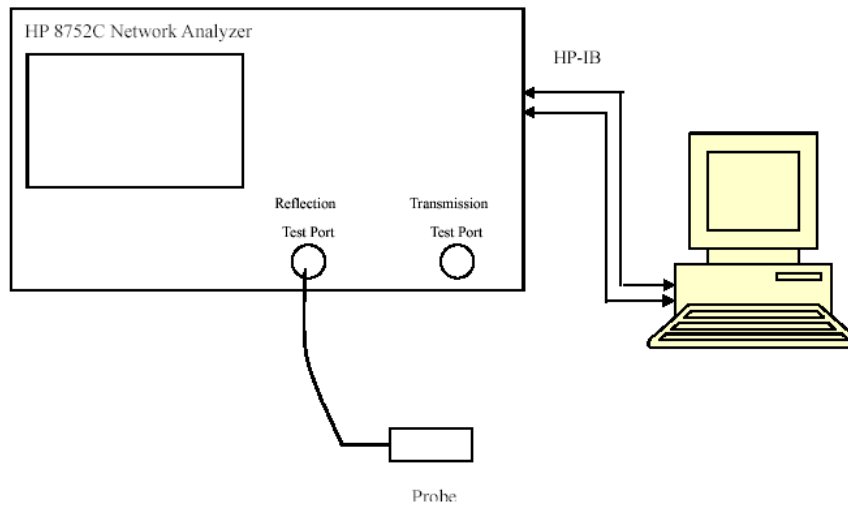 HP 8752C Network Analyzer
HP-IB
Reflection
Test Port
Transmission
Test Port
Probe